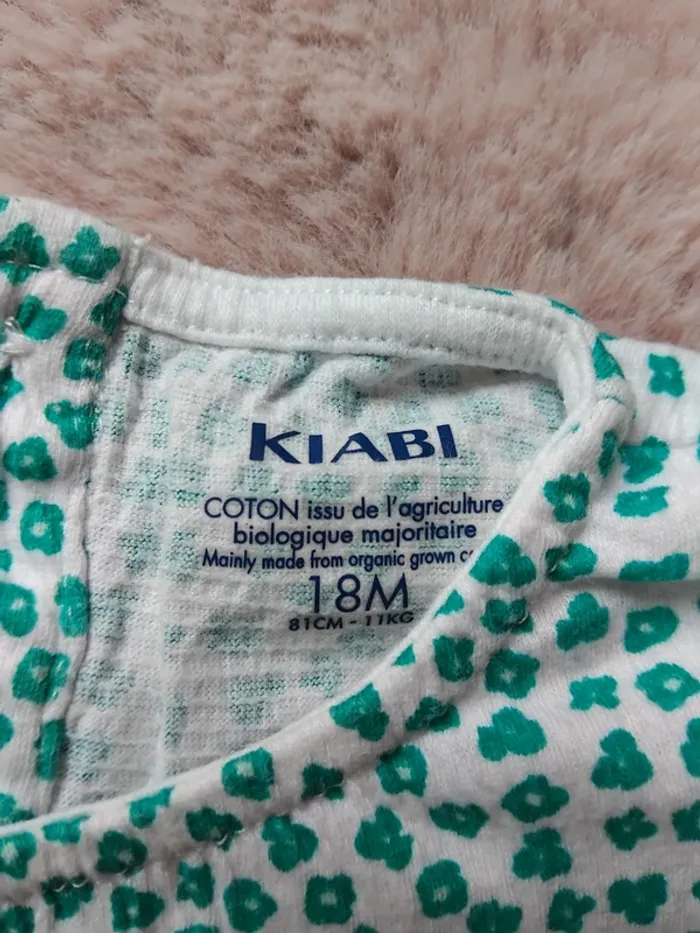 KIABI
COTON issu de l'agriculture
biologique majoritaire
Mainly made from organic grown
18M
81CM - 11KG